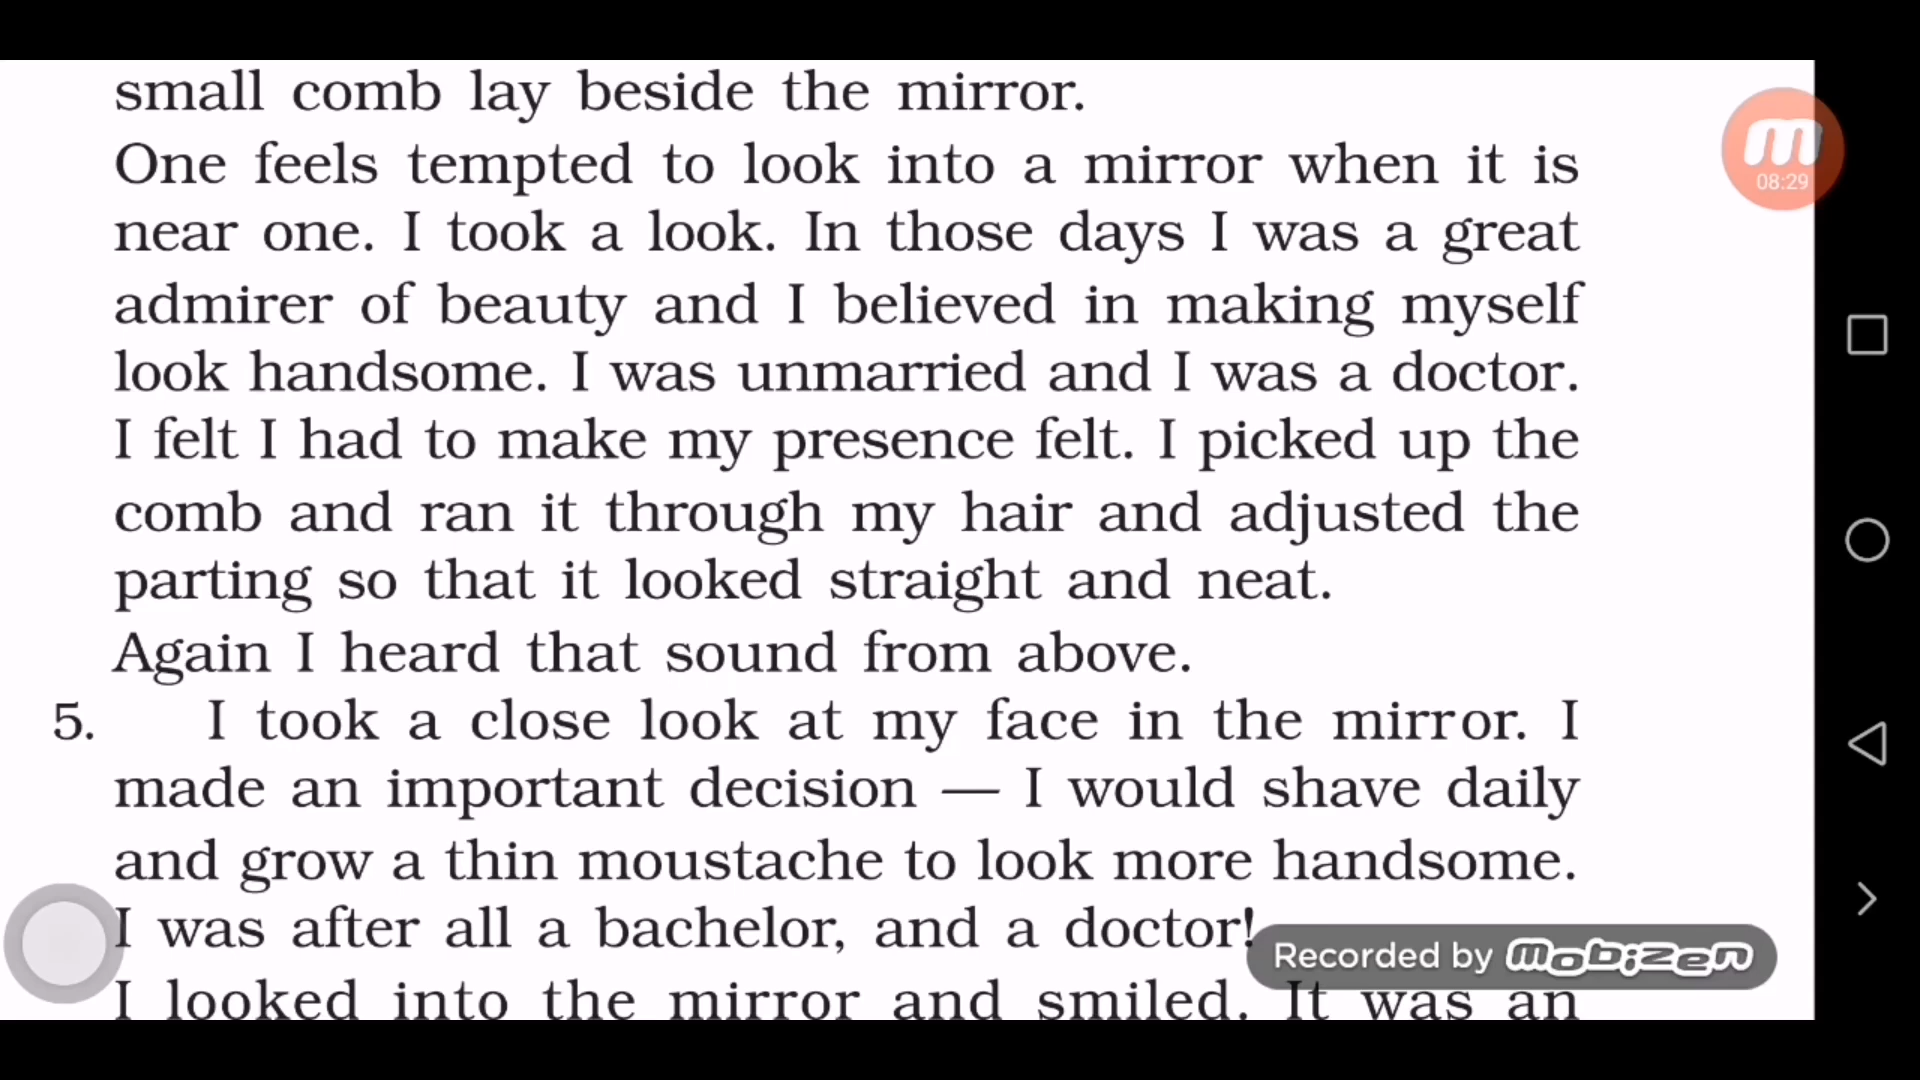 small comb lay beside the mirror.
One feels tempted to look into a mirror when it is
near one. I took a look. In those days I was a great
admirer of beauty and I believed in making myself
look handsome. I was unmarried and I was a doctor.
I felt I had to make my presence felt. I picked up the
comb and ran it through my hair and adjusted the
parting so that it looked straight and neat.
Again I heard that sound from above.
5. I took a close look at my face in the mirror. I
made an important decision — I would shave daily
and grow a thin moustache to look more handsome.
I was after all a bachelor, and a doctor!
I looked into the mirror and smiled. It was an
08:29
Recorded by mobizen